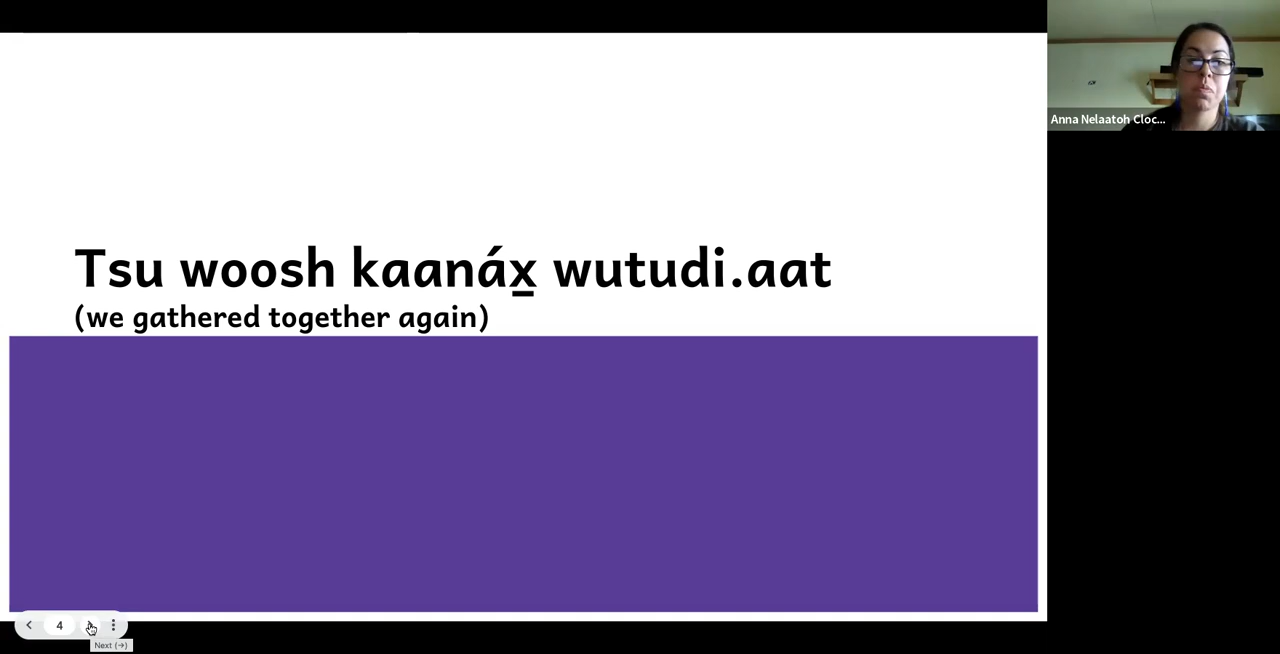 Tsu woosh kaanáx̱ wutudi.aat
(we gathered together again)
Anna Nelaatoh Cloc...
4
Next (→)